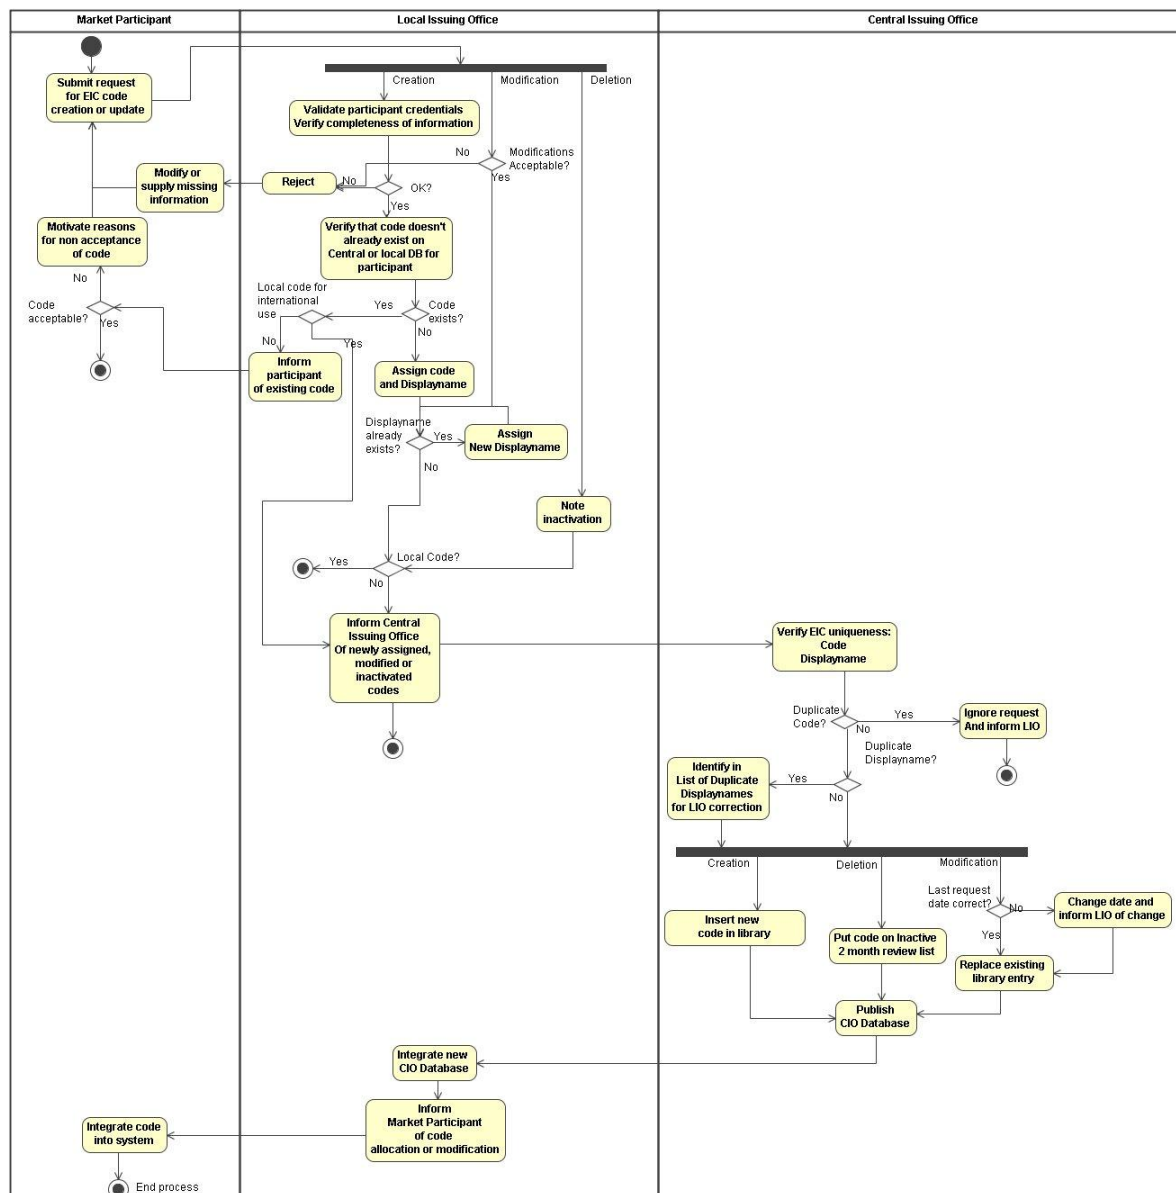 Market Participant
Local Issuing Office
Central Issuing Office
Submit request
for EIC code
creation or update
Creation
Modification
Deletion
Validate participant credentials
Verify completeness of information
No
Modifications
Acceptable?
Yes
Modify or
supply missing
information
Reject
No
OK?
Yes
Motivate reasons
for non acceptance
of code
Verify that code doesn't
already exist on
Central or local DB for
participant
No
Code
acceptable?
Yes
Local code for
international
use
Yes
Code
exists?
No
No
Yes
Inform
participant
of existing code
Assign code
and Displayname
Displayname
already
exists?
Yes
No
Assign
New Displayname
Note
inactivation
Yes
Local Code?
No
Inform Central
Issuing Office
Of newly assigned,
modified or
inactivated
codes
Verify EIC uniqueness:
Code
Displayname
Duplicate
Code?
Yes
No
Ignore request
And inform LIO
Duplicate
Displayname?
Identify in
List of Duplicate
Displaynames
for LIO correction
Yes
No
Creation
Deletion
Modification
Last request
date correct?
No
Yes
Change date and
inform LIO of change
Insert new
code in library
Put code on Inactive
2 month review list
Replace existing
library entry
Publish
CIO Database
Integrate new
CIO Database
Inform
Market Participant
of code
allocation or modification
Integrate code
into system
End process